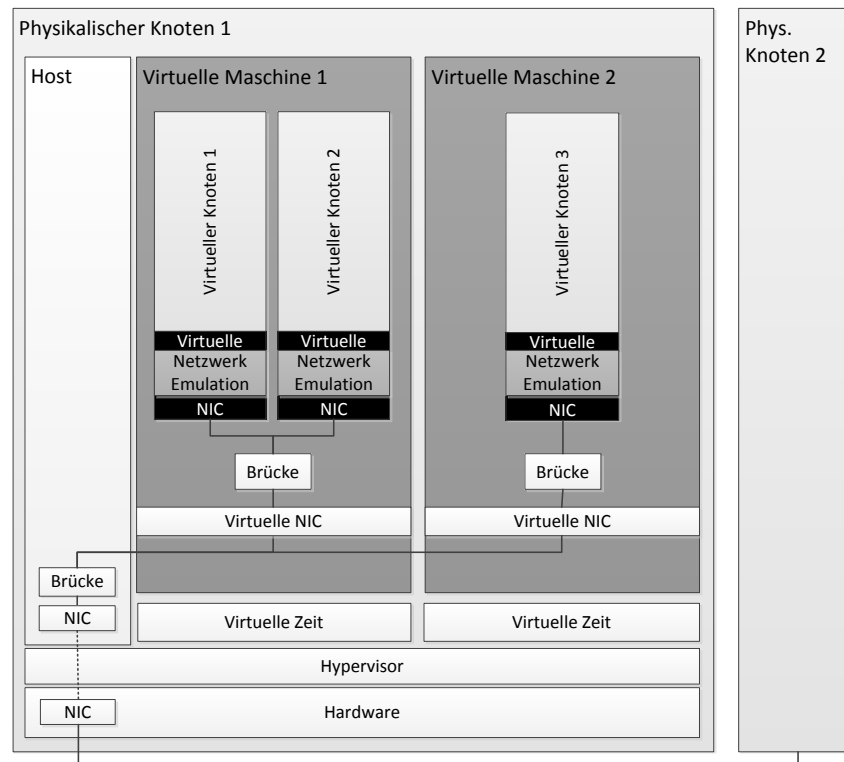 Physikalischer Knoten 1
Phys.
Knoten 2
Host
Virtuelle Maschine 1
Virtuelle Maschine 2
Virtueller Knoten 1
Virtueller Knoten 2
Virtueller Knoten 3
Virtuelle
Netzwerk
Emulation
NIC
Virtuelle
Netzwerk
Emulation
NIC
Virtuelle
Netzwerk
Emulation
NIC
Brücke
Brücke
Virtuelle NIC
Virtuelle NIC
Brücke
NIC
Virtuelle Zeit
Virtuelle Zeit
Hypervisor
NIC
Hardware